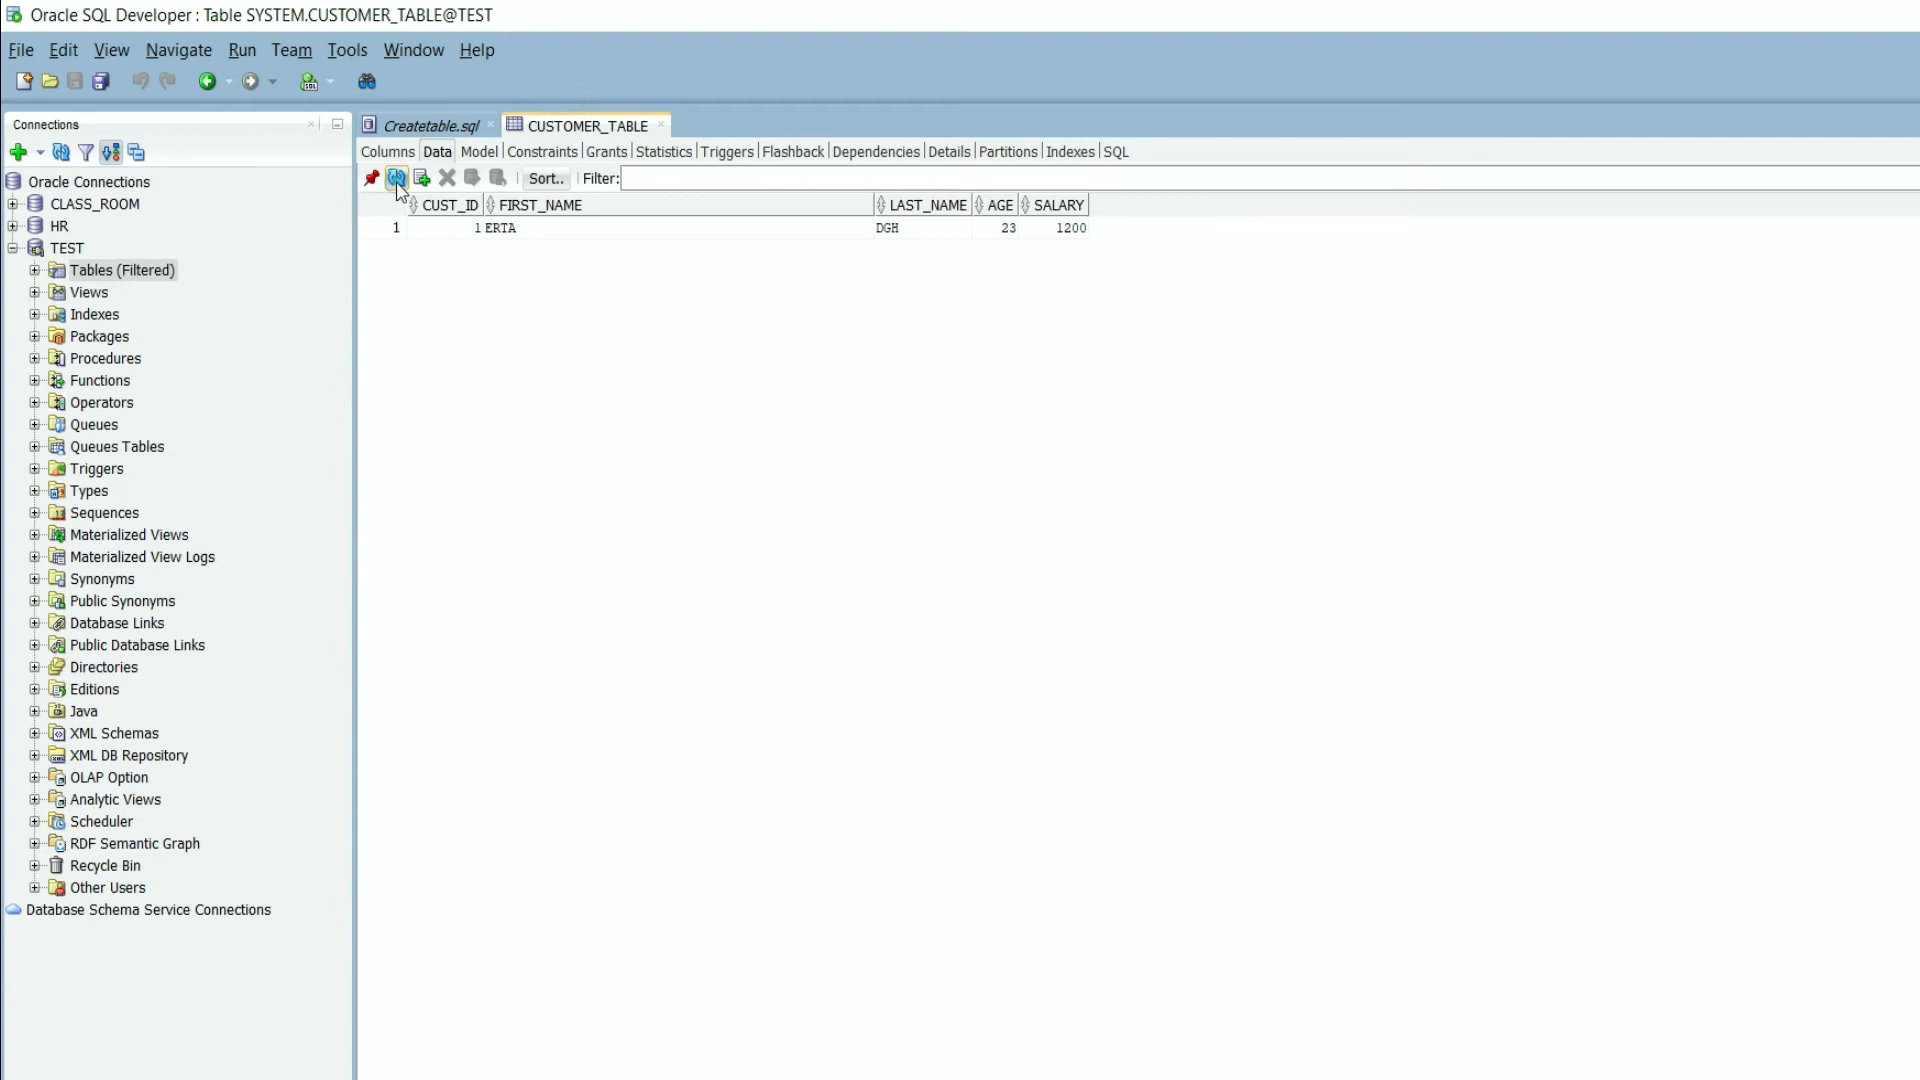 Oracle SQL Developer : Table SYSTEM.CUSTOMER_TABLE@TEST
File Edit View Navigate Run Team Tools Window Help
Connections
Oracle Connections
CLASS_ROOM
HR
TEST
Tables (Filtered)
Views
Indexes
Packages
Procedures
Functions
Operators
Queues
Queues Tables
Triggers
Types
Sequences
Materialized Views
Materialized View Logs
Synonyms
Public Synonyms
Database Links
Public Database Links
Directories
Editions
Java
XML Schemas
XML DB Repository
OLAP Option
Analytic Views
Scheduler
RDF Semantic Graph
Recycle Bin
Other Users
Database Schema Service Connections
Createtable.sql CUSTOMER_TABLE
Columns Data Model Constraints Grants Statistics Triggers Flashback Dependencies Details Partitions Indexes SQL
Sort.. Filter:
CUST_ID FIRST_NAME LAST_NAME AGE SALARY
1 1 ERTA DGH 23 1200